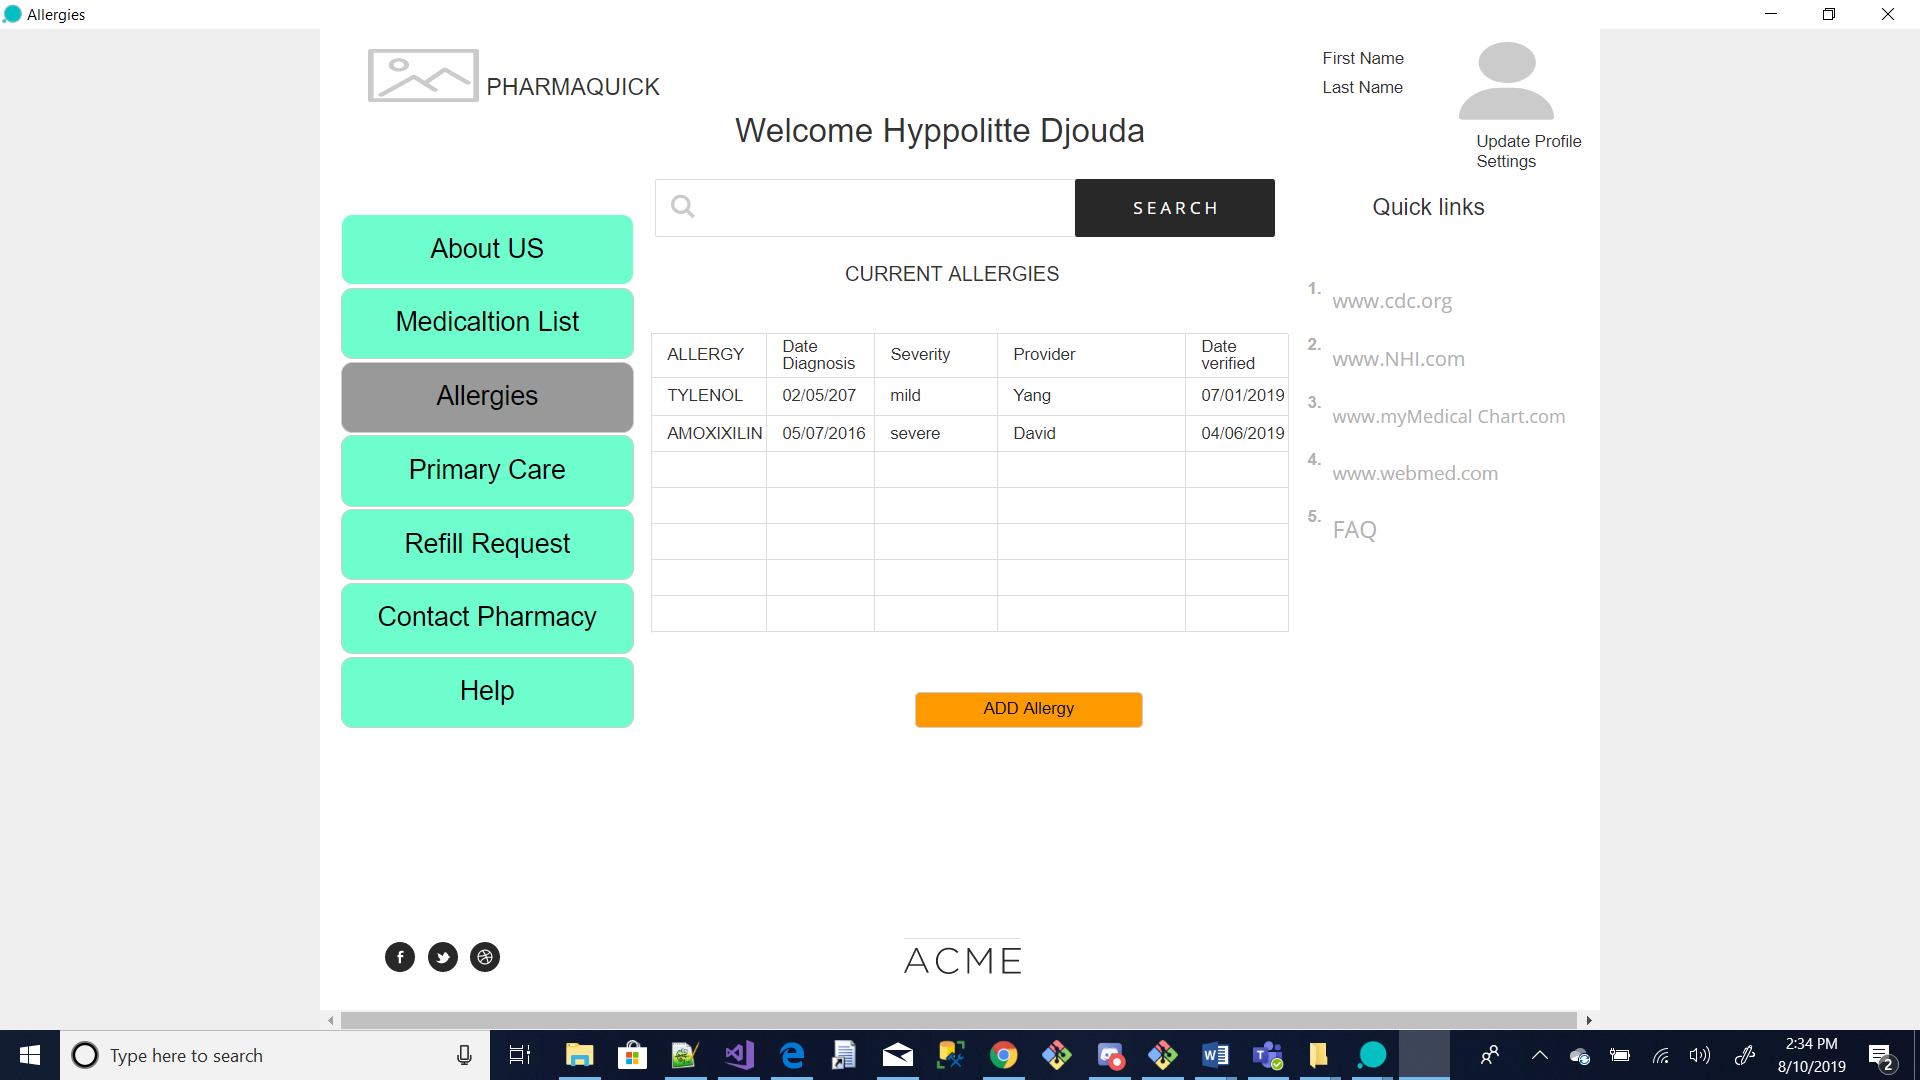 Allergies
PHARMAQUICK
First Name
Last Name
Welcome Hyppolitte Djouda
Update Profile
Settings
SEARCH
Quick links
About US
Medicaltion List
Allergies
Primary Care
Refill Request
Contact Pharmacy
Help
CURRENT ALLERGIES
ALLERGY Date Diagnosis Severity Provider Date verified
TYLENOL 02/05/207 mild Yang 07/01/2019
AMOXIXILIN 05/07/2016 severe David 04/06/2019
ADD Allergy
1. www.cdc.org
2. www.NHI.com
3. www.myMedical Chart.com
4. www.webmed.com
5. FAQ
ACME
Type here to search
2:34 PM
8/10/2019
2